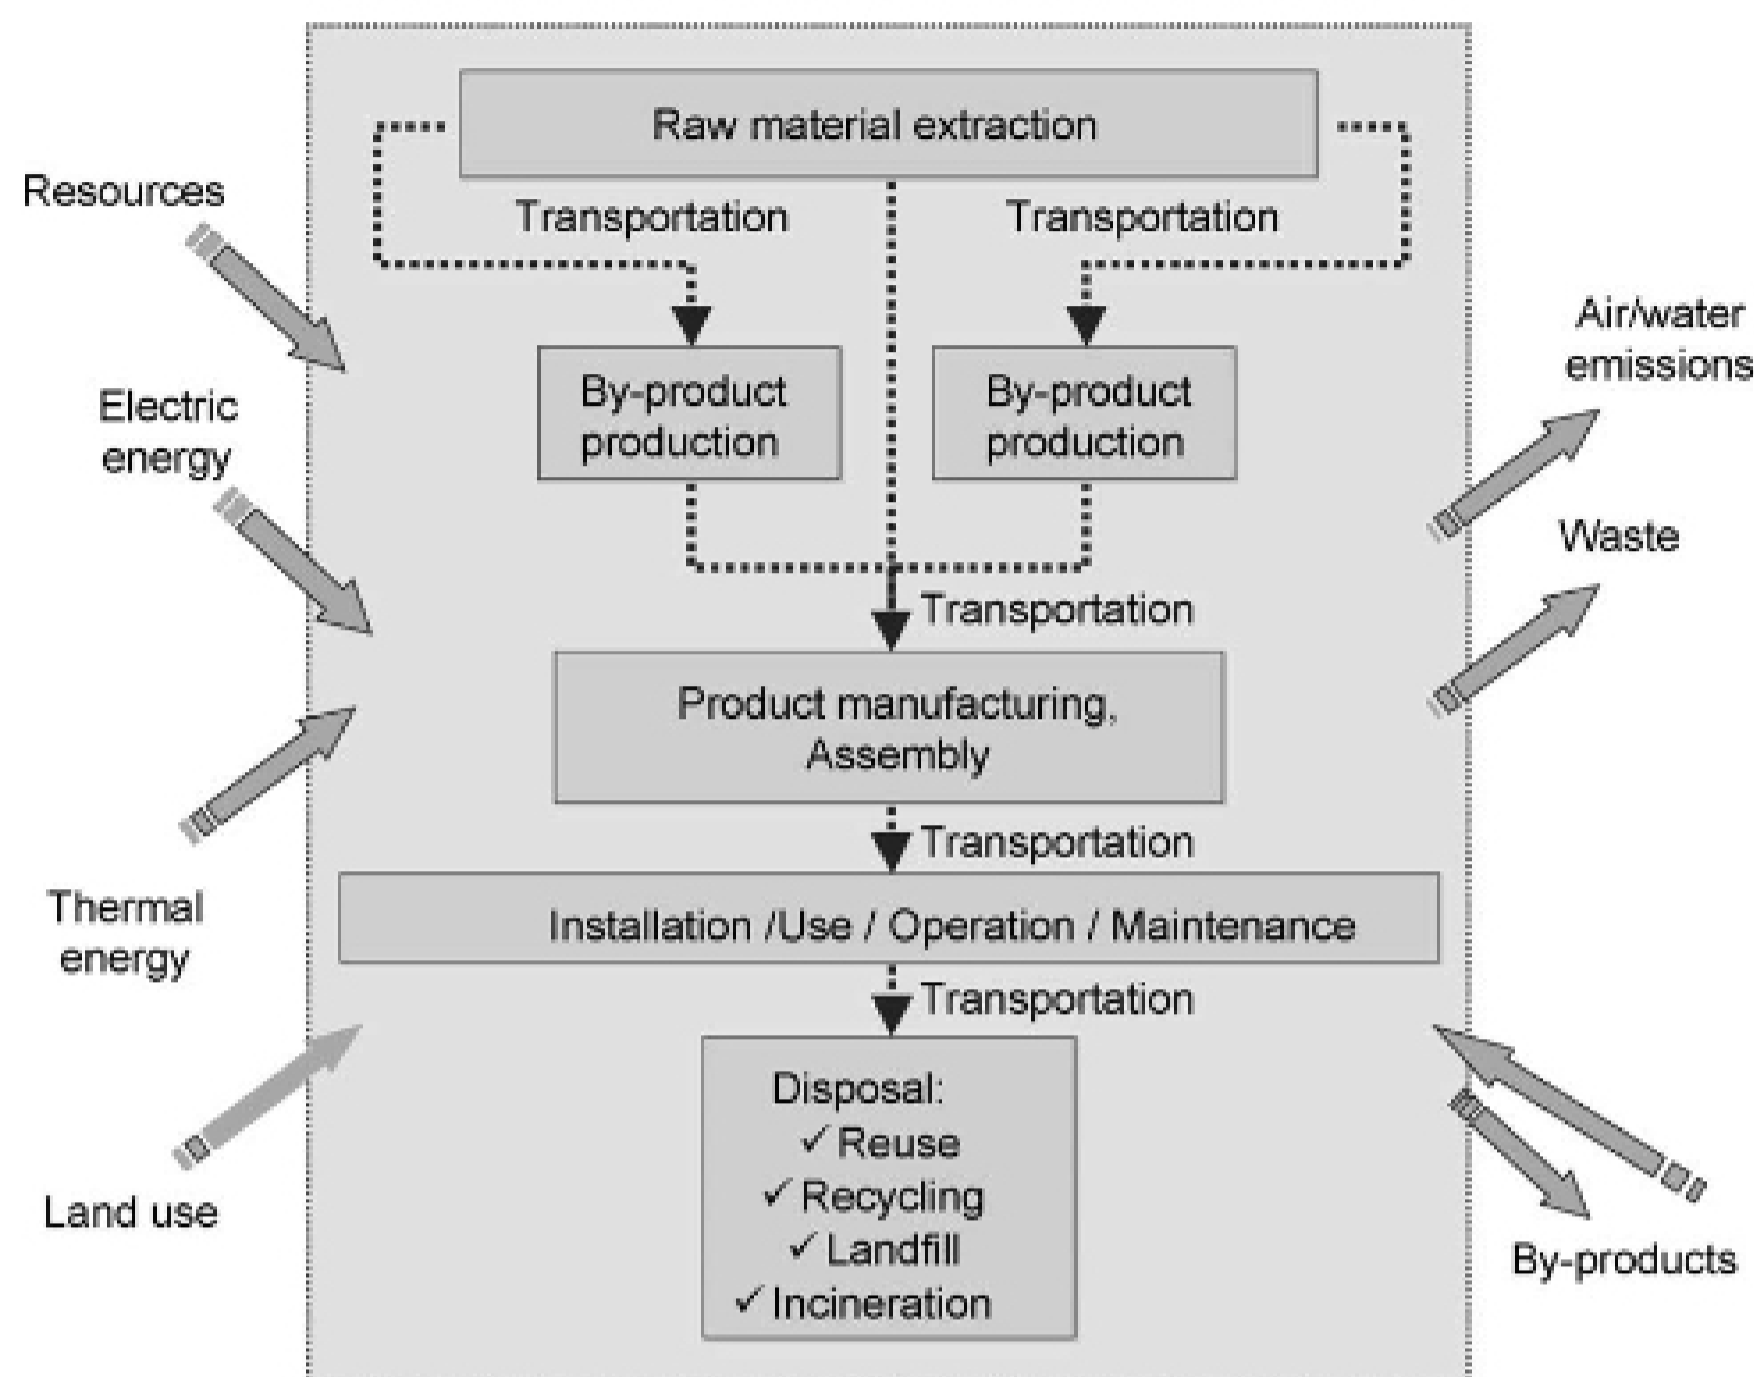 Raw material extraction
Resources
Transportation
Transportation
Air/water
emissions
By-product
production
By-product
production
Electric
energy
Waste
Transportation
Product manufacturing,
Assembly
Transportation
Thermal
energy
Installation /Use / Operation / Maintenance
Transportation
Disposal:
✓ Reuse
✓ Recycling
✓ Landfill
✓ Incineration
Land use
By-products